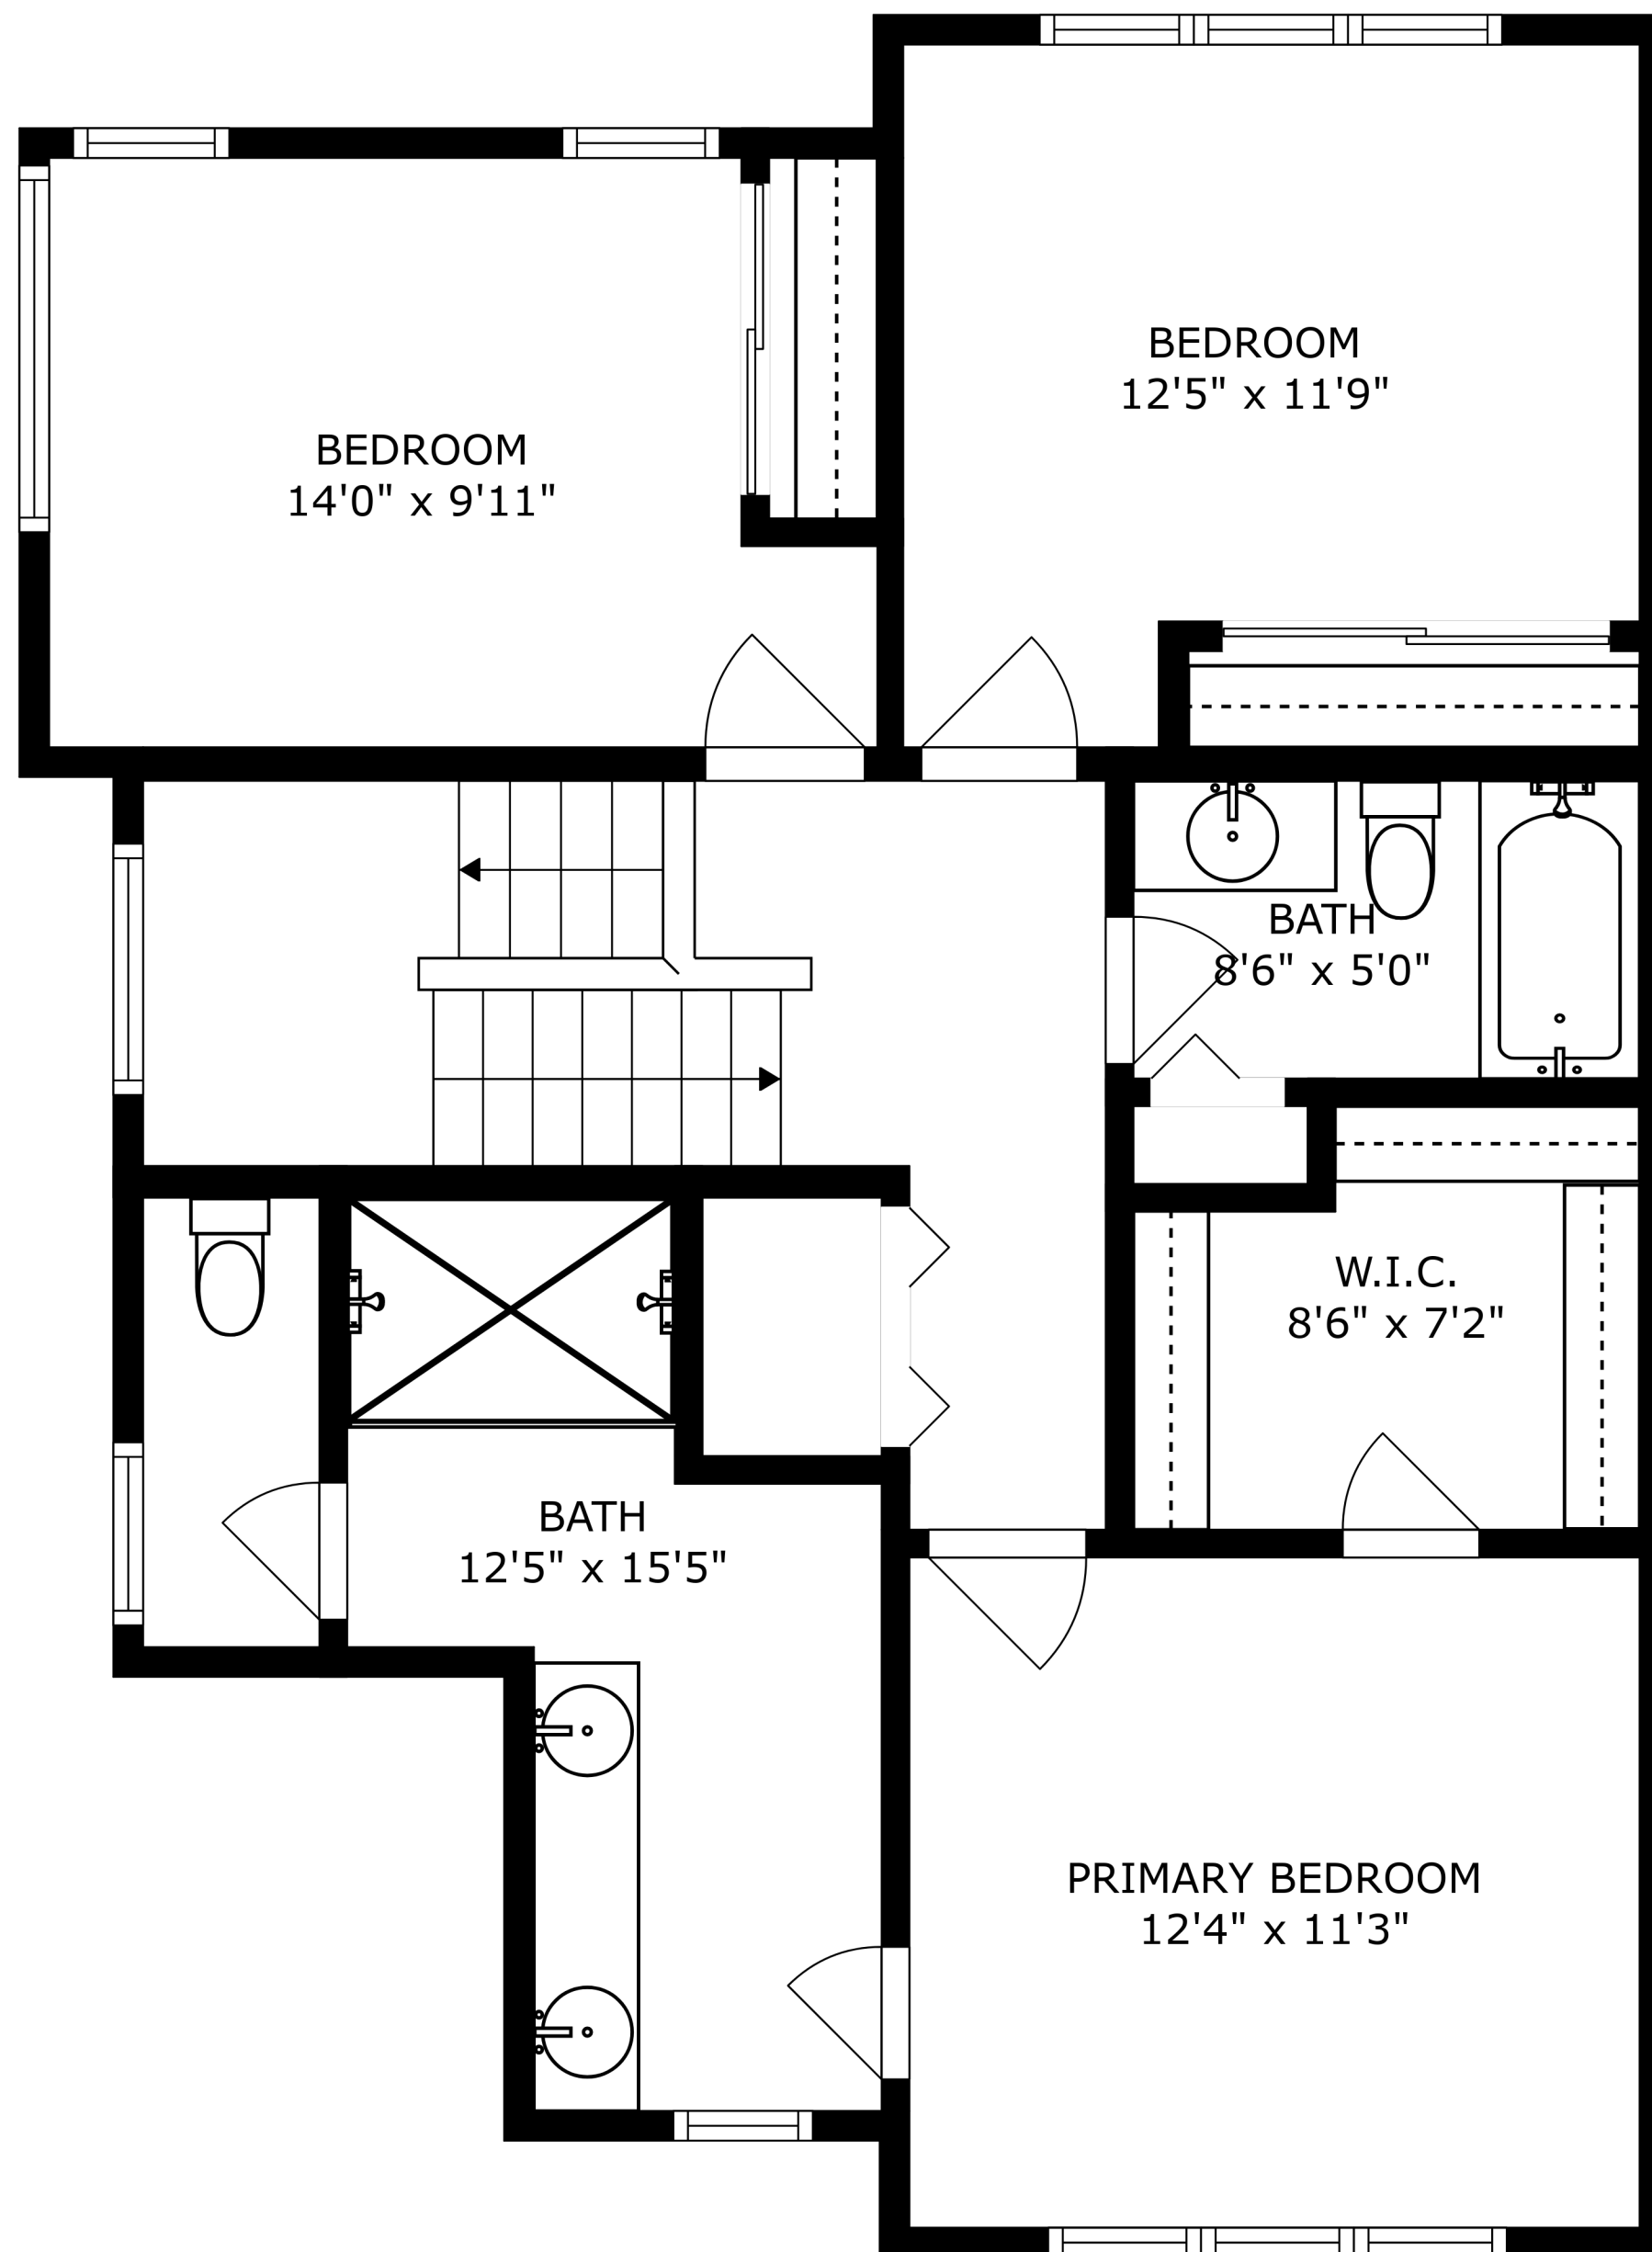 BEDROOM
12'5" x 11'9"
BEDROOM
14'0" x 9'11"
BATH
8'6" x 5'0"
W.I.C.
8'6" x 7'2"
BATH
12'5" x 15'5"
PRIMARY BEDROOM
12'4" x 11'3"